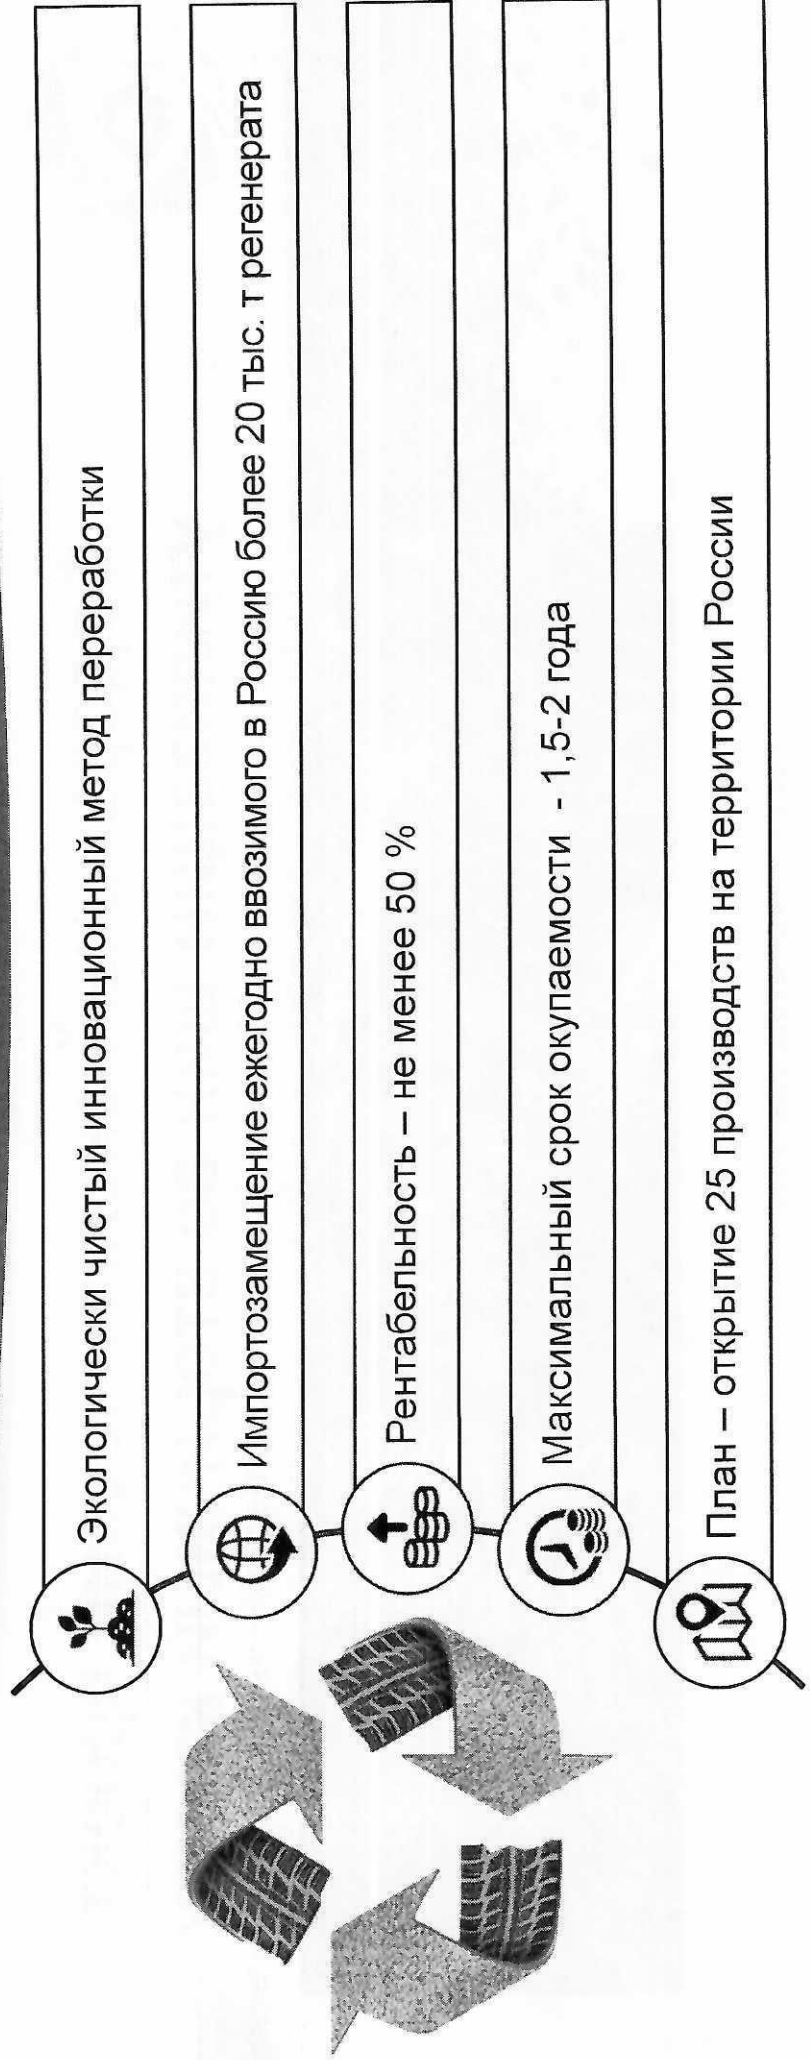 Экологически чистый инновационный метод переработки
Импортозамещение ежегодно ввозимого в Россию более 20 тыс. т регенерата
Рентабельность – не менее 50 %
Максимальный срок окупаемости - 1,5-2 года
План – открытие 25 производств на территории России